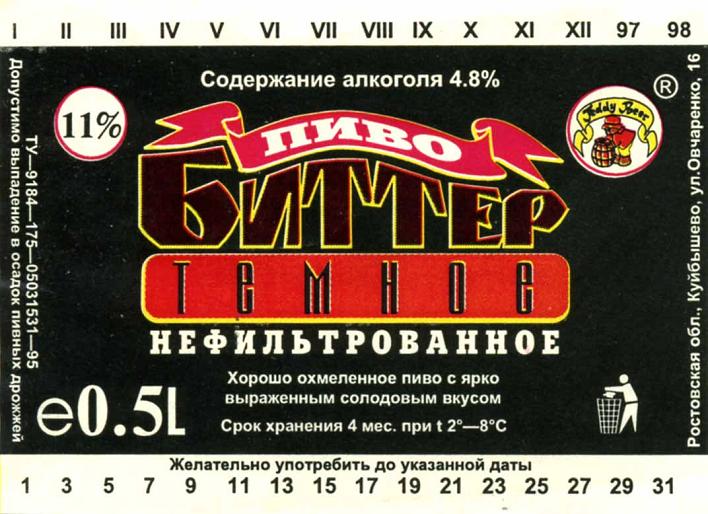 I II III IV V VI VII VIII IX X XI XII 97 98
Содержание алкоголя 4.8%
11%
Teddy Beer
®
ПИВО
БИТТЕР
темное
НЕФИЛЬТРОВАННОЕ
Хорошо охмеленное пиво с ярко
выраженным солодовым вкусом
Срок хранения 4 мес. при t 2°—8°С
e0.5L
Допустимо выпадение в осадок пивных дрожжей
ТУ—9184—175—05031531—95
Ростовская обл., Куйбышево, ул.Овчаренко, 16
Желательно употребить до указанной даты
1 3 5 7 9 11 13 15 17 19 21 23 25 27 29 31